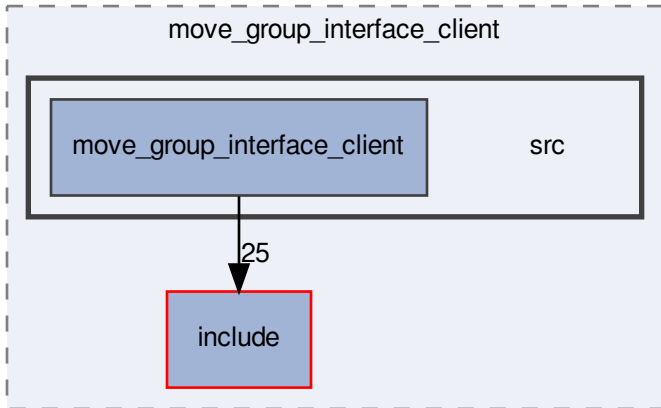 move_group_interface_client
move_group_interface_client
src
25
include